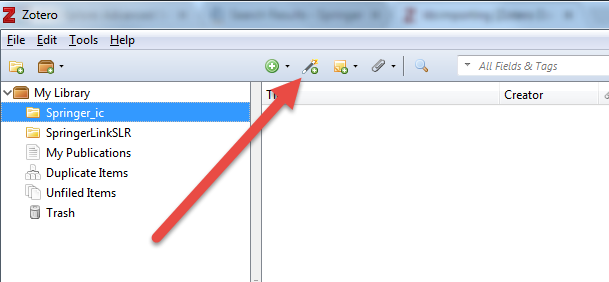 Zotero
File Edit Tools Help
All Fields & Tags
My Library
Creator
Springer_ic
SpringerLinkSLR
My Publications
Duplicate Items
Unfiled Items
Trash